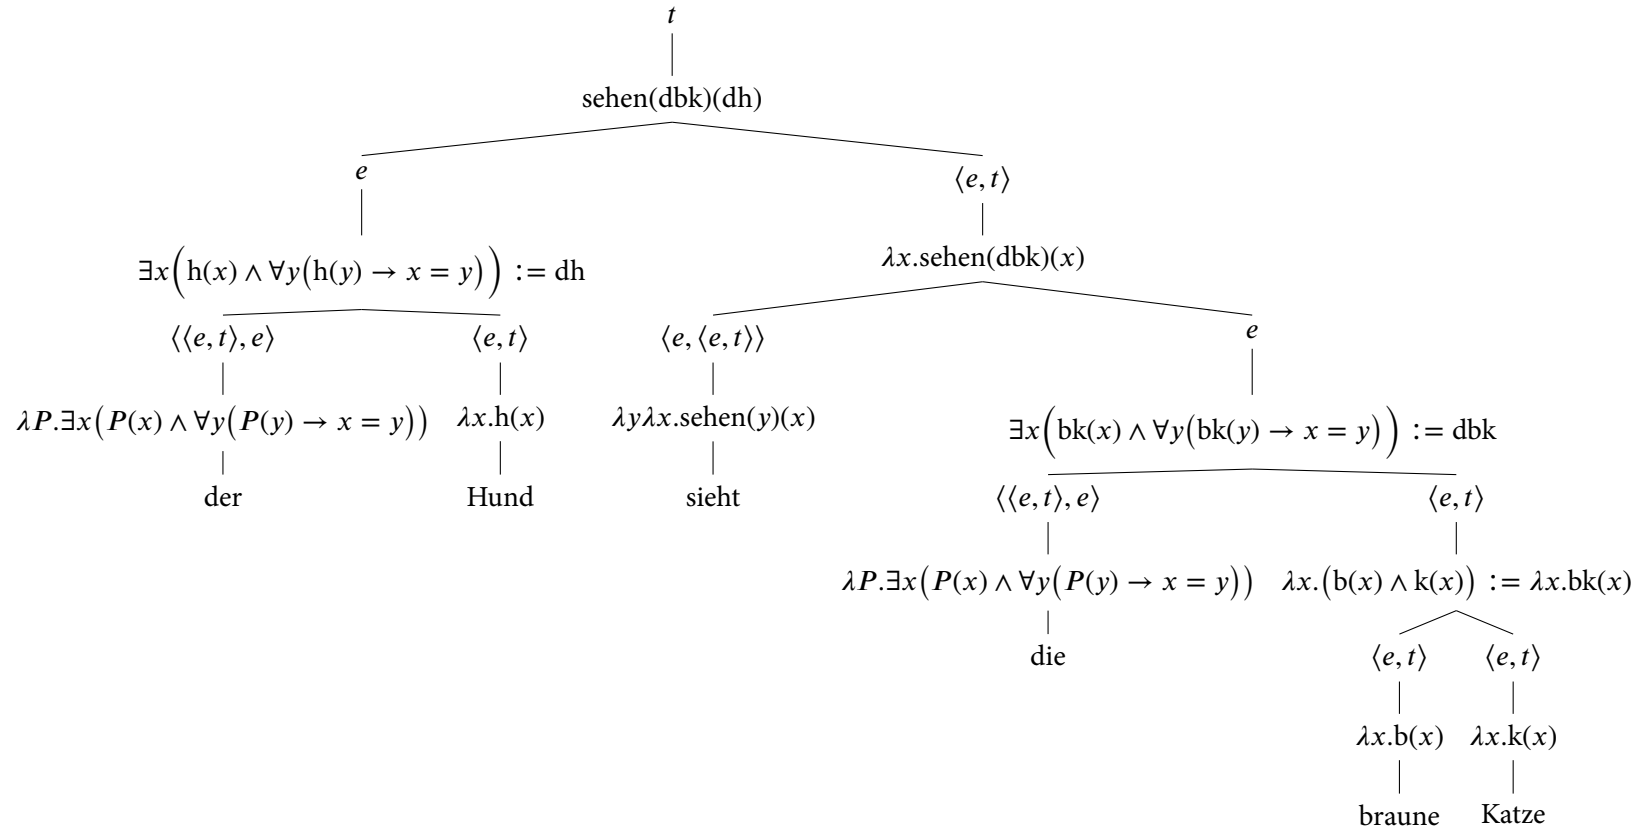 t
sehen(dbk)(dh)
e ⟨e, t⟩
∃x(h(x) ∧ ∀y(h(y) → x = y)) := dh λx.sehen(dbk)(x)
⟨⟨e, t⟩, e⟩ ⟨e, t⟩ ⟨e, ⟨e, t⟩⟩ e
λP.∃x(P(x) ∧ ∀y(P(y) → x = y)) λx.h(x) λyλx.sehen(y)(x) ∃x(bk(x) ∧ ∀y(bk(y) → x = y)) := dbk
der Hund sieht ⟨⟨e, t⟩, e⟩ ⟨e, t⟩
λP.∃x(P(x) ∧ ∀y(P(y) → x = y)) λx.(b(x) ∧ k(x)) := λx.bk(x)
die ⟨e, t⟩ ⟨e, t⟩
λx.b(x) λx.k(x)
braune Katze